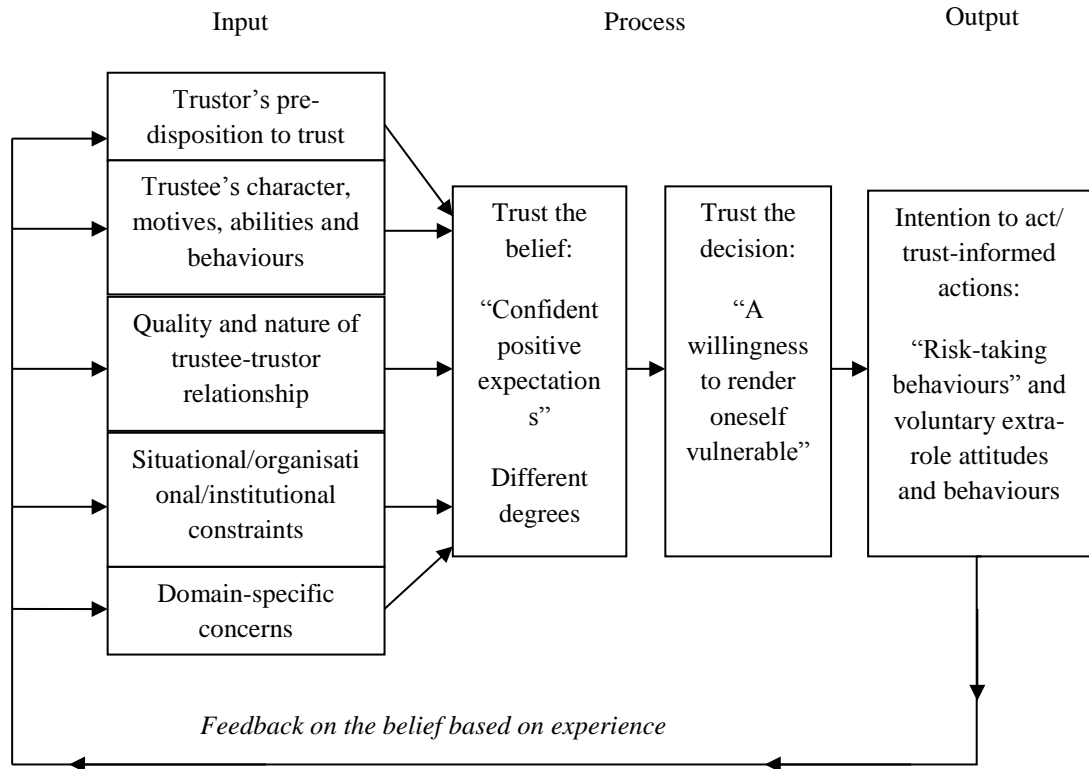 Input
Process
Output
Trustor’s pre-
disposition to trust
Trustee’s character,
motives, abilities and
behaviours
Quality and nature of
trustee-trustor
relationship
Situational/organisati
onal/institutional
constraints
Domain-specific
concerns
Trust the
belief:
“Confident
positive
expectation
s”
Different
degrees
Trust the
decision:
“A
willingness
to render
oneself
vulnerable”
Intention to act/
trust-informed
actions:
“Risk-taking
behaviours” and
voluntary extra-
role attitudes
and behaviours
Feedback on the belief based on experience